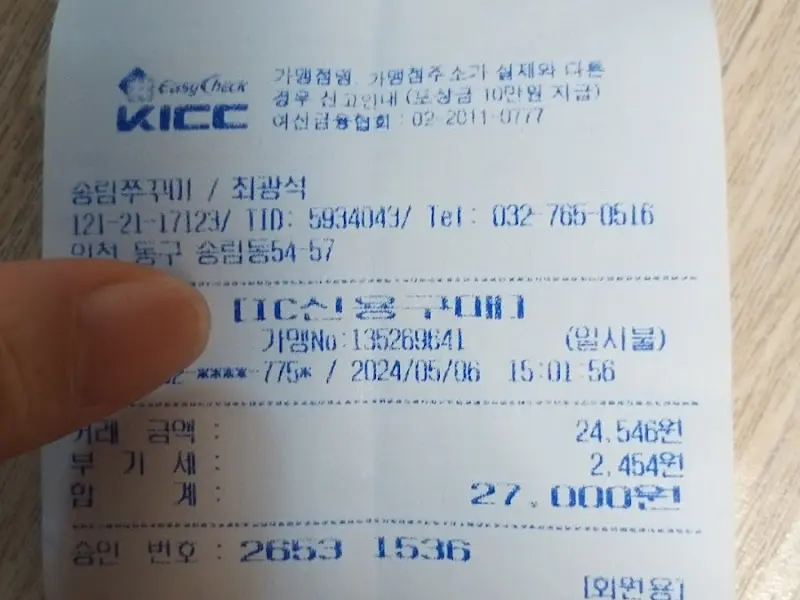 EasyCheck
KICC
가맹점명, 가맹점주소가 실제와 다른
경우 신고안내 (포상금 10만원 지급)
여신금융협회 : 02-2011-0777
송림쭈꾸미 / 최광석
121-21-17123/ TID: 5934043/ Tel: 032-765-0516
인천 동구 송림동54-57
[IC신용구매]
가맹No:135269641 (일시불)
**-***-775* / 2024/05/06 15:01:56
거래 금액 : 24,546원
부 가 세 : 2,454원
합 계 : 27,000원
승인 번호 : 2653 1536
[회원용]